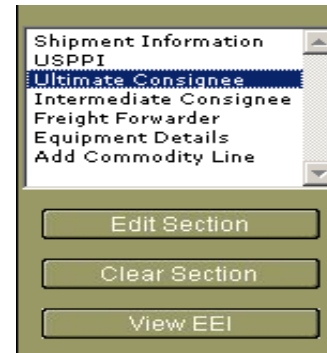 Shipment Information
USPPI
Ultimate Consignee
Intermediate Consignee
Freight Forwarder
Equipment Details
Add Commodity Line
Edit Section
Clear Section
View EEI